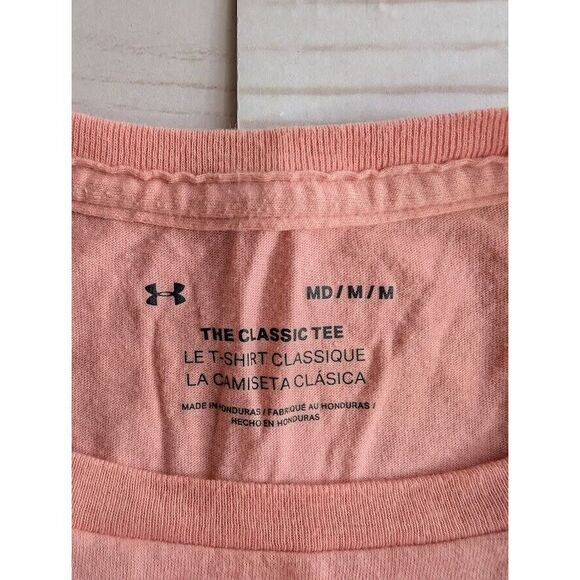 MD / M / M
THE CLASSIC TEE
LE T-SHIRT CLASSIQUE
LA CAMISETA CLÁSICA
MADE IN HONDURAS / FABRIQUÉ AU HONDURAS /
HECHO EN HONDURAS